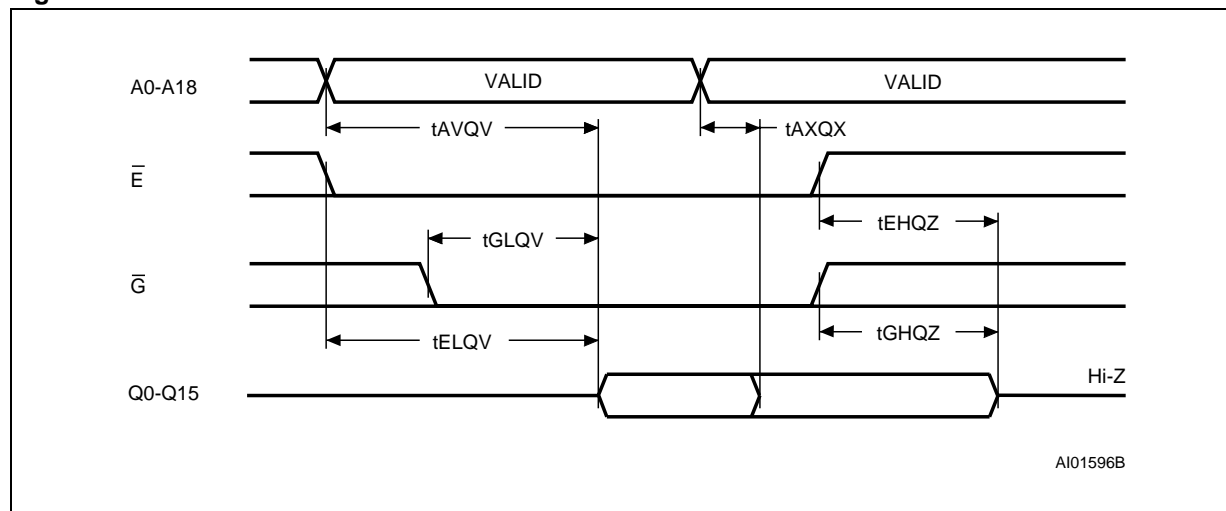 A0-A18
VALID
VALID
tAVQV
tAXQX
E̅
tEHQZ
tGLQV
G̅
tGHQZ
tELQV
Hi-Z
Q0-Q15
AI01596B